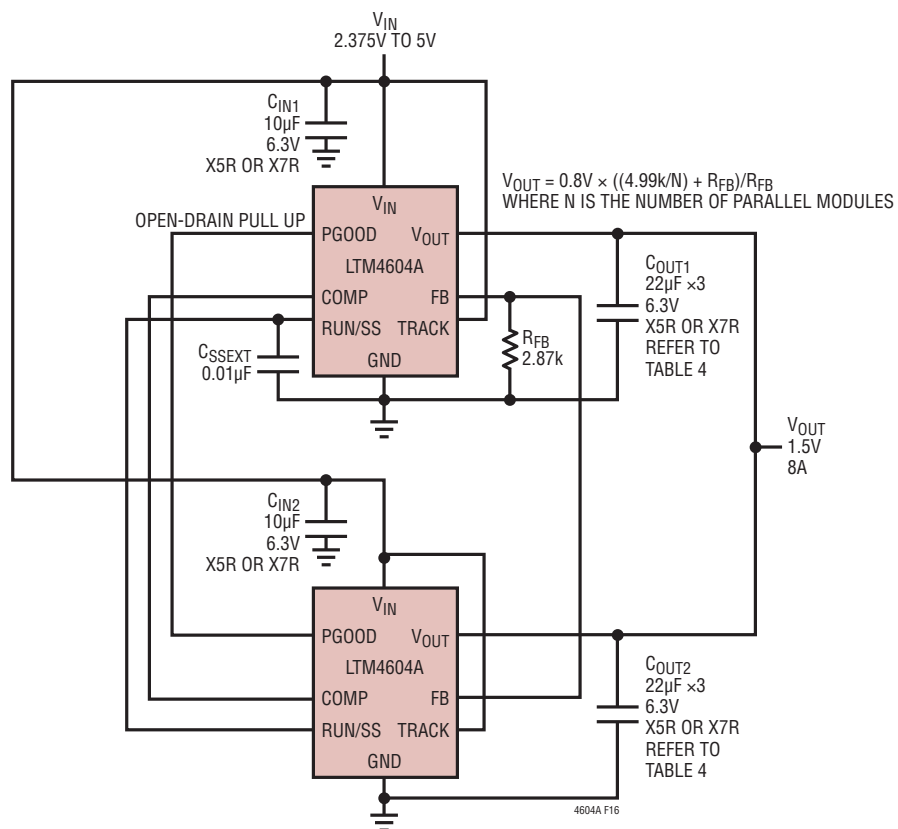 VIN
2.375V TO 5V
CIN1
10µF
6.3V
X5R OR X7R
VOUT = 0.8V × ((4.99k/N) + RFB)/RFB
WHERE N IS THE NUMBER OF PARALLEL MODULES
OPEN-DRAIN PULL UP
VIN
PGOOD
VOUT
LTM4604A
COMP
FB
RUN/SS
TRACK
GND
CSSEXT
0.01µF
RFB
2.87k
COUT1
22µF ×3
6.3V
X5R OR X7R
REFER TO
TABLE 4
VOUT
1.5V
8A
CIN2
10µF
6.3V
X5R OR X7R
VIN
PGOOD
VOUT
LTM4604A
COMP
FB
RUN/SS
TRACK
GND
COUT2
22µF ×3
6.3V
X5R OR X7R
REFER TO
TABLE 4
4604A F16